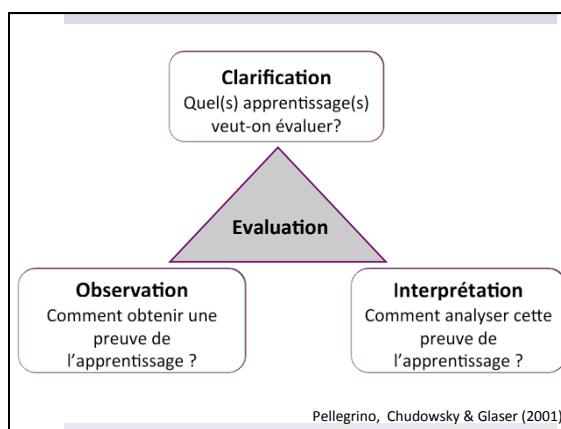 Clarification
Quel(s) apprentissage(s)
veut-on évaluer?
Evaluation
Observation
Comment obtenir une
preuve de
l'apprentissage ?
Interprétation
Comment analyser cette
preuve de
l'apprentissage ?
Pellegrino, Chudowsky & Glaser (2001)